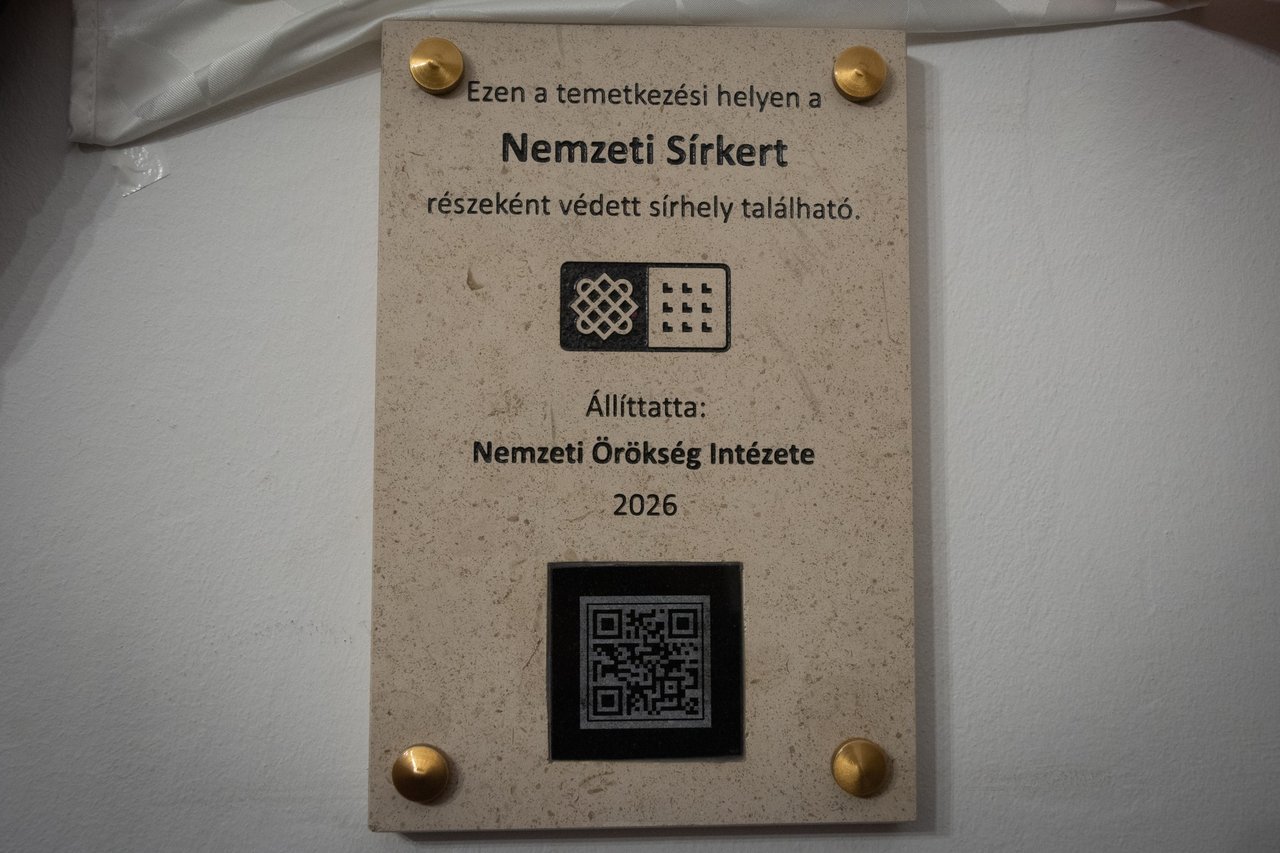 Ezen a temetkezési helyen a
Nemzeti Sírkert
részeként védett sírhely található.
Állíttatta:
Nemzeti Örökség Intézete
2026